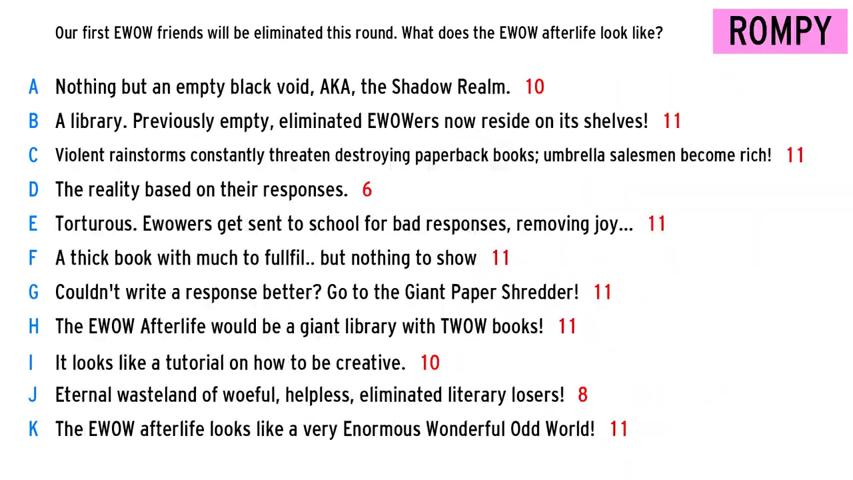 Our first EWOW friends will be eliminated this round. What does the EWOW afterlife look like?
ROMPY
A Nothing but an empty black void, AKA, the Shadow Realm. 10
B A library. Previously empty, eliminated EWOWers now reside on its shelves! 11
C Violent rainstorms constantly threaten destroying paperback books; umbrella salesmen become rich! 11
D The reality based on their responses. 6
E Torturous. Ewowers get sent to school for bad responses, removing joy... 11
F A thick book with much to fullfil.. but nothing to show 11
G Couldn't write a response better? Go to the Giant Paper Shredder! 11
H The EWOW Afterlife would be a giant library with TWOW books! 11
I It looks like a tutorial on how to be creative. 10
J Eternal wasteland of woeful, helpless, eliminated literary losers! 8
K The EWOW afterlife looks like a very Enormous Wonderful Odd World! 11